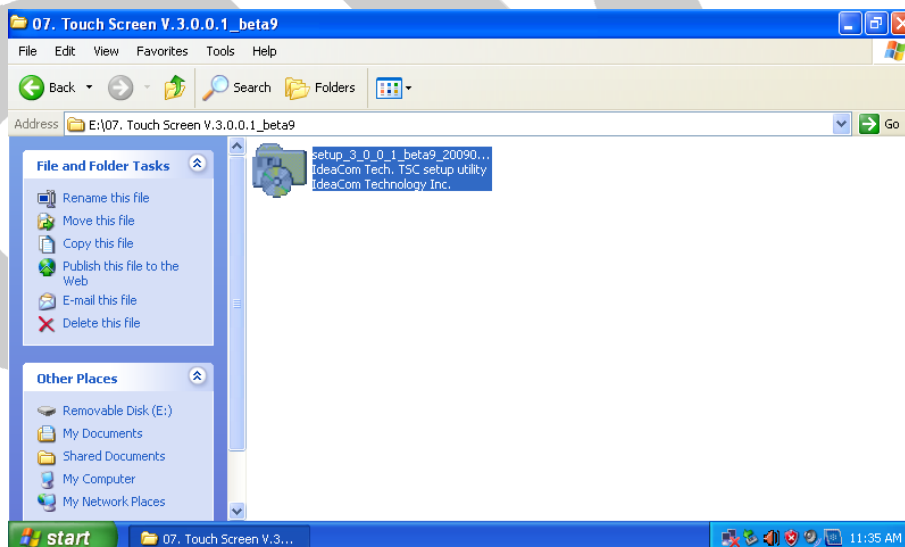 07. Touch Screen V.3.0.0.1_beta9
File Edit View Favorites Tools Help
Back Search Folders
Address E:\07. Touch Screen V.3.0.0.1_beta9 Go
File and Folder Tasks
Rename this file
Move this file
Copy this file
Publish this file to the
Web
E-mail this file
Delete this file
Other Places
Removable Disk (E:)
My Documents
Shared Documents
My Computer
My Network Places
setup_3_0_0_1_beta9_20090...
IdeaCom Tech. TSC setup utility
IdeaCom Technology Inc.
start 07. Touch Screen V.3... 11:35 AM